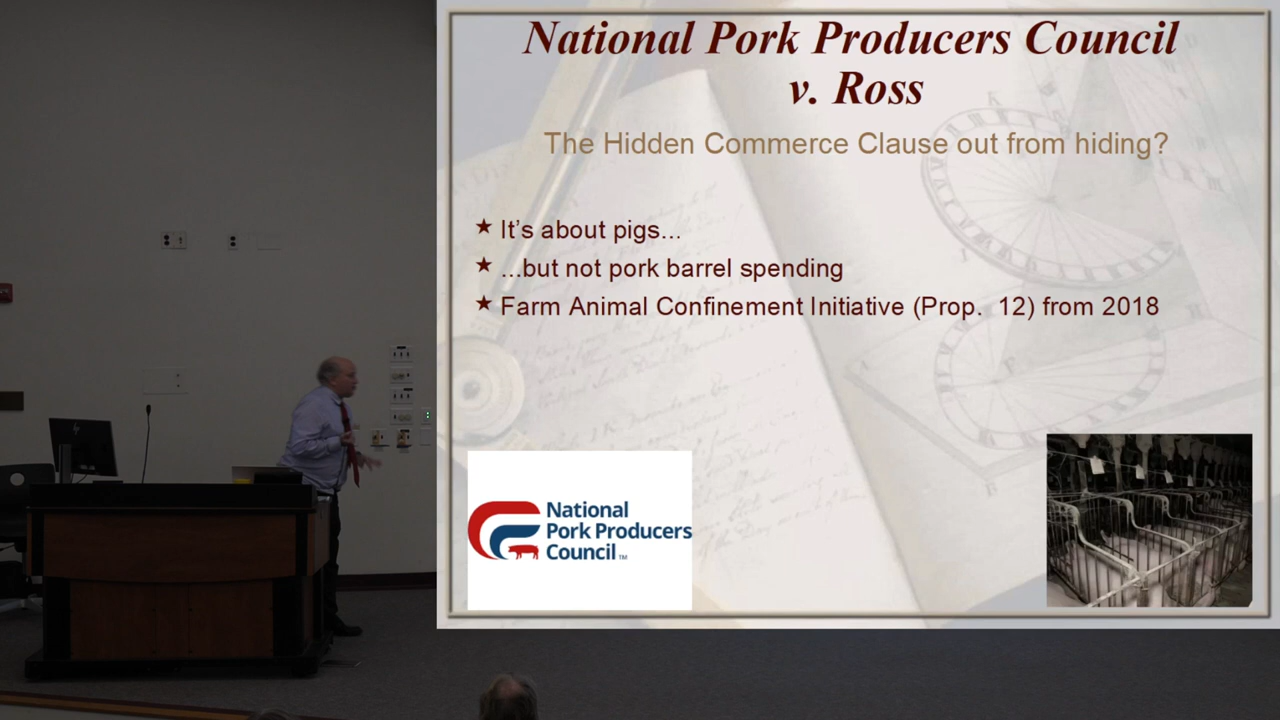 National Pork Producers Council
v. Ross
The Hidden Commerce Clause out from hiding?
★ It's about pigs...
★ ...but not pork barrel spending
★ Farm Animal Confinement Initiative (Prop. 12) from 2018
National
Pork Producers
Council™